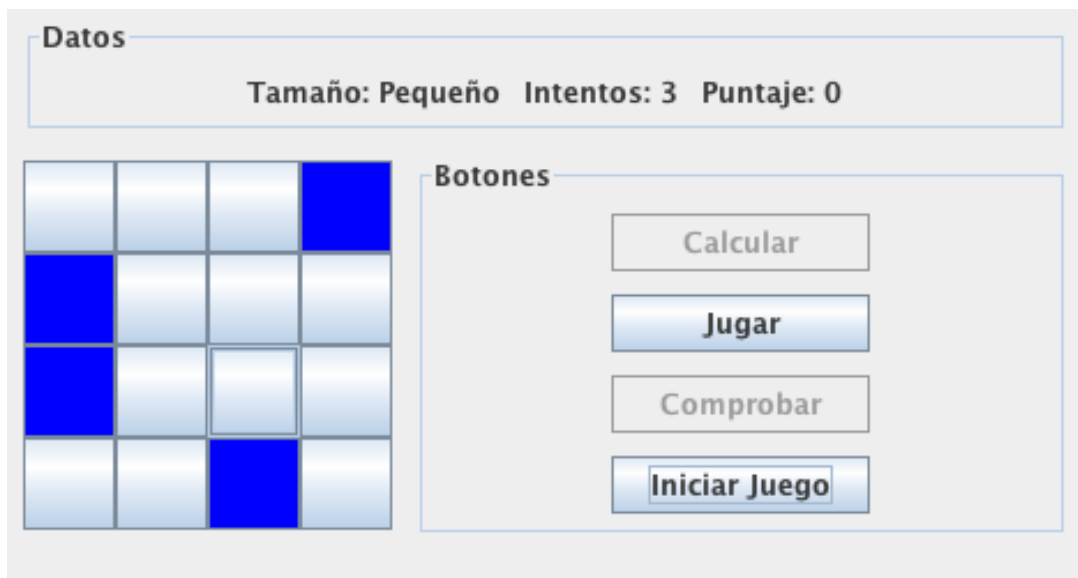 Datos
Tamaño: Pequeño Intentos: 3 Puntaje: 0
Botones
Calcular
Jugar
Comprobar
Iniciar Juego